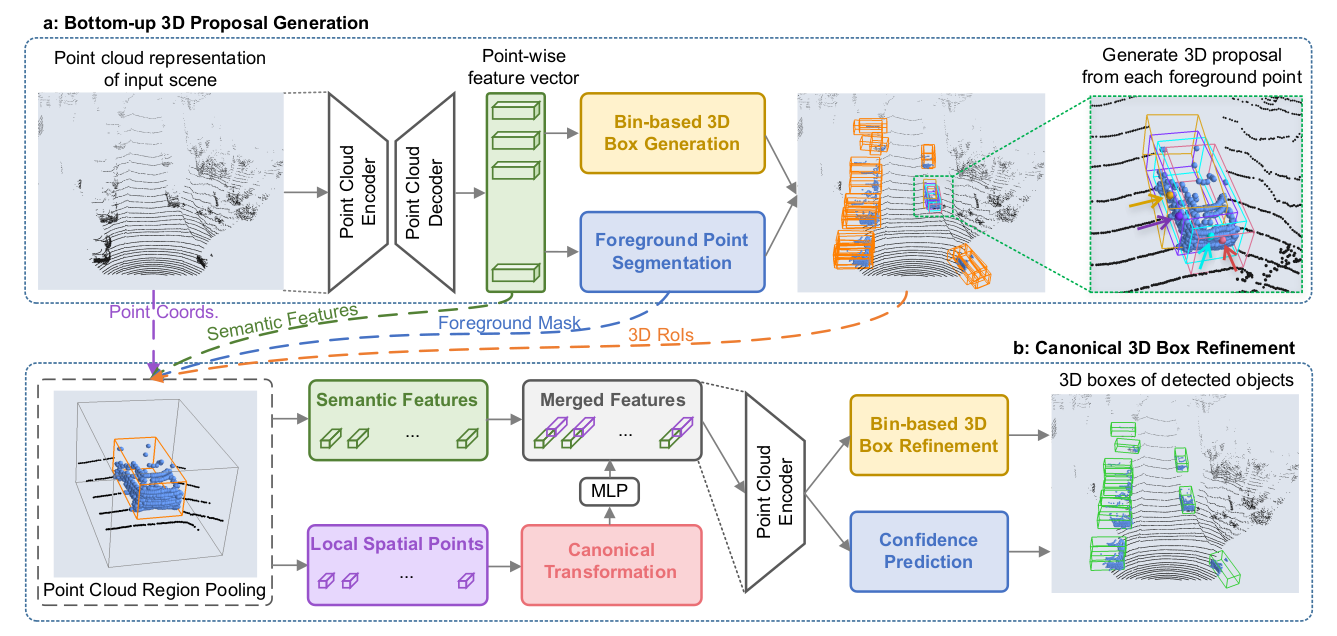 a: Bottom-up 3D Proposal Generation
Point cloud representation
of input scene
Point-wise
feature vector
Generate 3D proposal
from each foreground point
Point Cloud
Encoder
Point Cloud
Decoder
Bin-based 3D
Box Generation
Foreground Point
Segmentation
Point Coords.
Semantic Features
Foreground Mask
3D RoIs
b: Canonical 3D Box Refinement
Point Cloud Region Pooling
Semantic Features
...
Merged Features
...
MLP
Local Spatial Points
...
Canonical
Transformation
Point Cloud
Encoder
Bin-based 3D
Box Refinement
Confidence
Prediction
3D boxes of detected objects